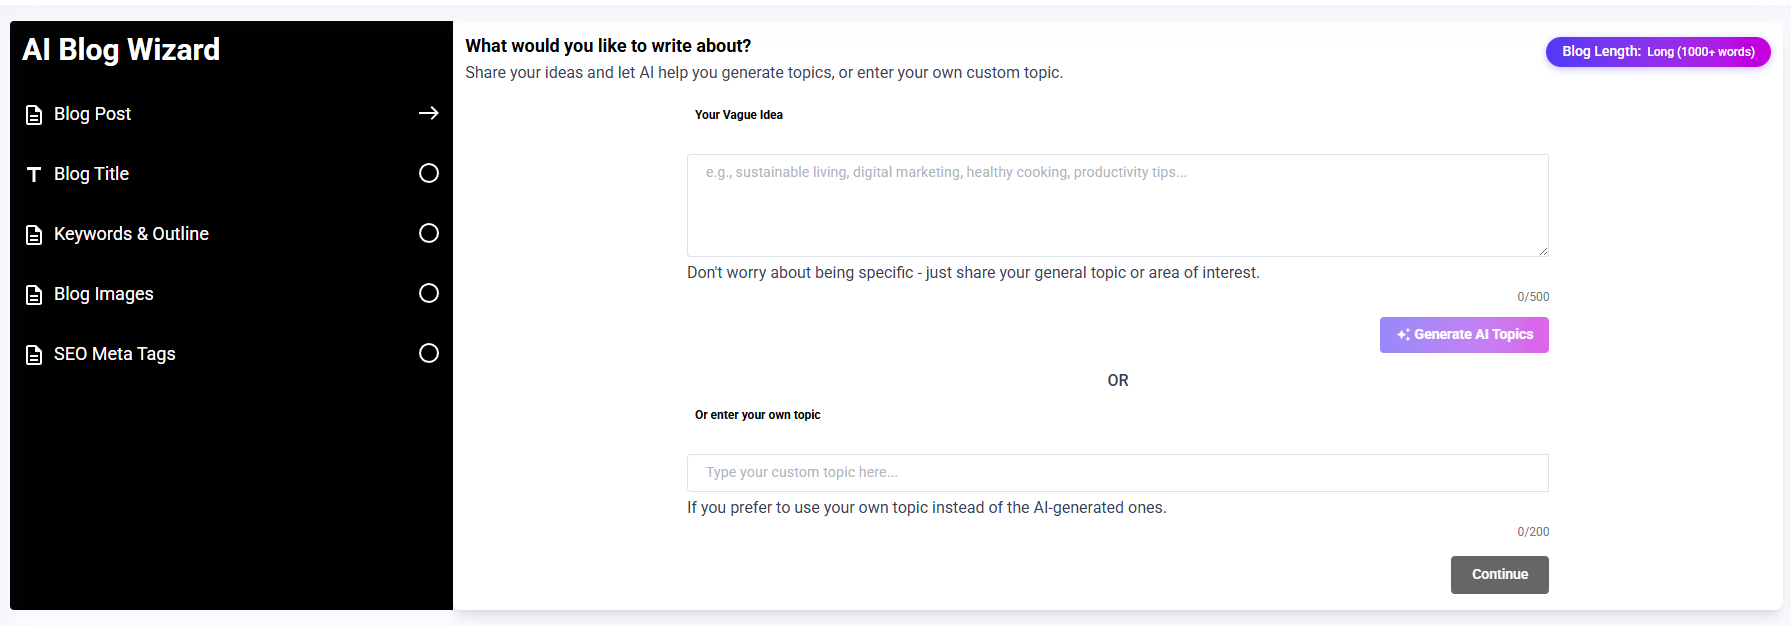 AI Blog Wizard
Blog Post
Blog Title
Keywords & Outline
Blog Images
SEO Meta Tags
What would you like to write about?
Share your ideas and let AI help you generate topics, or enter your own custom topic.
Blog Length: Long (1000+ words)
Your Vague Idea
e.g., sustainable living, digital marketing, healthy cooking, productivity tips...
Don't worry about being specific - just share your general topic or area of interest.
0/500
Generate AI Topics
OR
Or enter your own topic
Type your custom topic here...
If you prefer to use your own topic instead of the AI-generated ones.
0/200
Continue